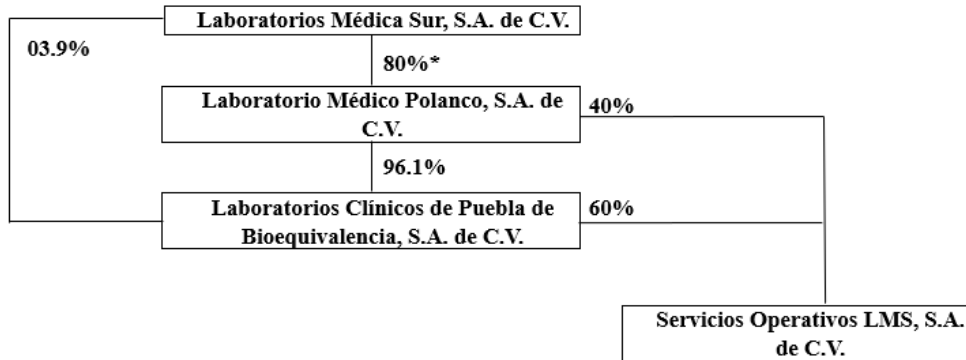 Laboratorios Médica Sur, S.A. de C.V.
03.9%
80%*
Laboratorio Médico Polanco, S.A. de
C.V.
40%
96.1%
Laboratorios Clínicos de Puebla de
Bioequivalencia, S.A. de C.V.
60%
Servicios Operativos LMS, S.A.
de C.V.